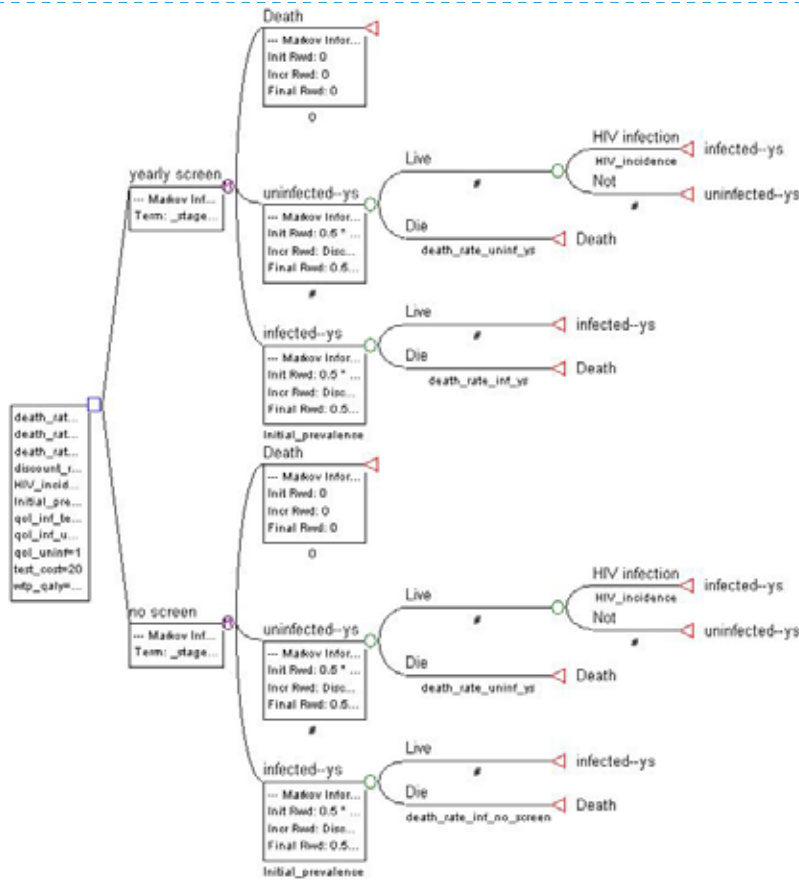 Death
--- Markov Infor...
Init Rwd: 0
Incr Rwd: 0
Final Rwd: 0
0
yearly screen
--- Markov Inf...
Term: _stage...
uninfected--ys
--- Markov Infor...
Init Rwd: 0.5 * ...
Incr Rwd: Disc...
Final Rwd: 0.5...
#
Live
#
HIV infection
HIV_incidence
infected--ys
Not
#
uninfected--ys
Die
death_rate_uninf_ys
Death
infected--ys
--- Markov Infor...
Init Rwd: 0.5 * ...
Incr Rwd: Disc...
Final Rwd: 0.5...
Initial_prevalence
Live
#
infected--ys
Die
death_rate_inf_ys
Death
death_rat...
death_rat...
death_rat...
discount_r...
HIV_incid...
Initial_pre...
qol_inf_te...
qol_inf_u...
qol_uninf=1
test_cost=20
wtp_qaly=...
Death
--- Markov Infor...
Init Rwd: 0
Incr Rwd: 0
Final Rwd: 0
0
no screen
--- Markov Inf...
Term: _stage...
uninfected--ys
--- Markov Infor...
Init Rwd: 0.5 * ...
Incr Rwd: Disc...
Final Rwd: 0.5...
#
Live
#
HIV infection
HIV_incidence
infected--ys
Not
#
uninfected--ys
Die
death_rate_uninf_ys
Death
infected--ys
--- Markov Infor...
Init Rwd: 0.5 * ...
Incr Rwd: Disc...
Final Rwd: 0.5...
Initial_prevalence
Live
#
infected--ys
Die
death_rate_inf_no_screen
Death